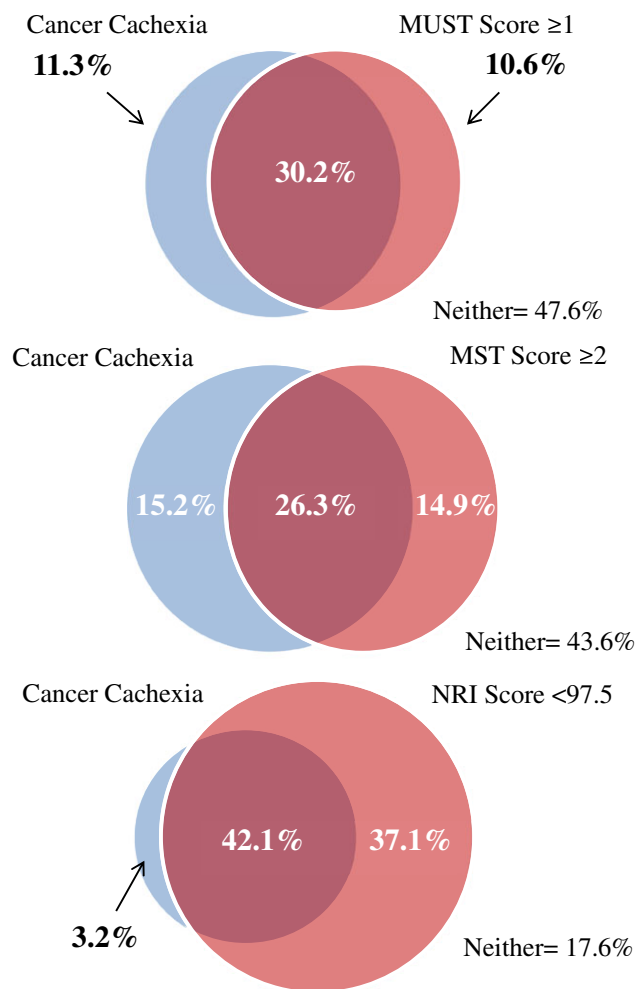 Cancer Cachexia
11.3%
MUST Score ≥1
10.6%
30.2%
Neither= 47.6%
Cancer Cachexia
MST Score ≥2
15.2%
26.3%
14.9%
Neither= 43.6%
Cancer Cachexia
NRI Score <97.5
42.1%
37.1%
3.2%
Neither= 17.6%